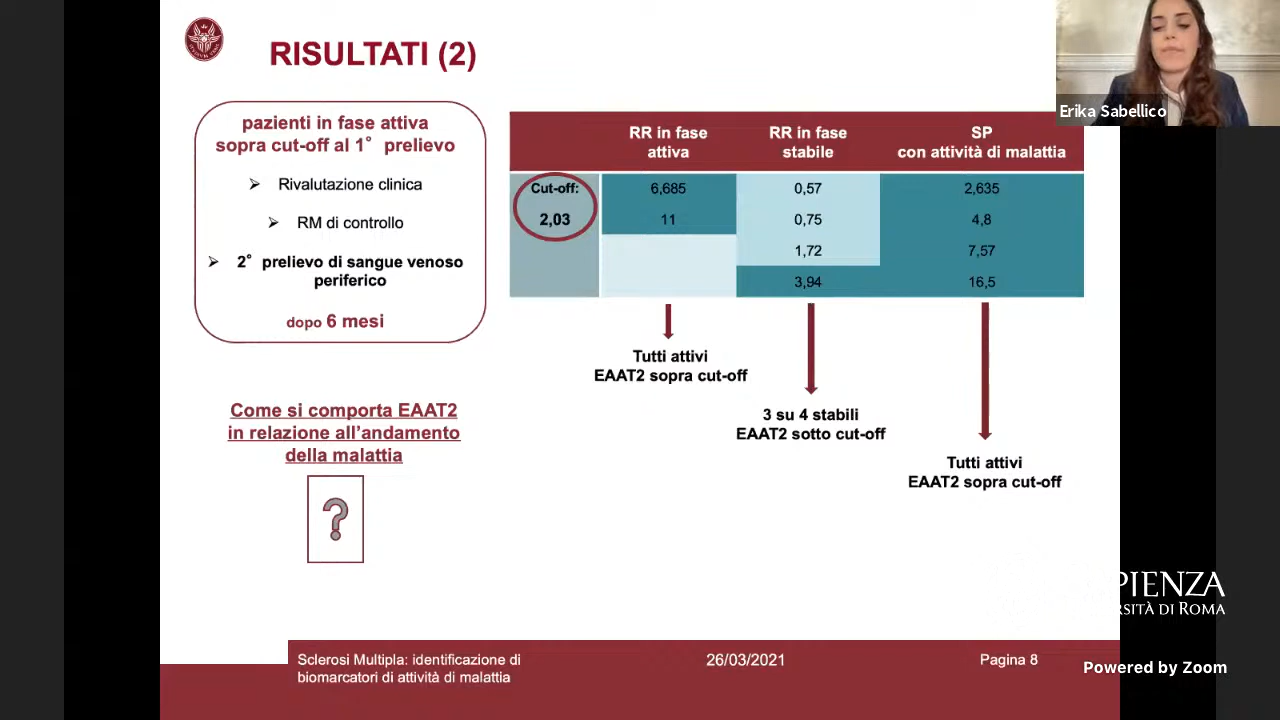 RISULTATI (2)
Erika Sabellico
pazienti in fase attiva
sopra cut-off al 1° prelievo
Rivalutazione clinica
RM di controllo
2° prelievo di sangue venoso
periferico
dopo 6 mesi
RR in fase attiva
RR in fase stabile
SP con attività di malattia
Cut-off: 6,685 0,57 2,635
2,03 11 0,75 4,8
1,72 7,57
3,94 16,5
Tutti attivi
EAAT2 sopra cut-off
3 su 4 stabili
EAAT2 sotto cut-off
Tutti attivi
EAAT2 sopra cut-off
Come si comporta EAAT2
in relazione all'andamento
della malattia
?
PIENZA
RSITÀ DI ROMA
Sclerosi Multipla: identificazione di
biomarcatori di attività di malattia
26/03/2021
Pagina 8
Powered by Zoom